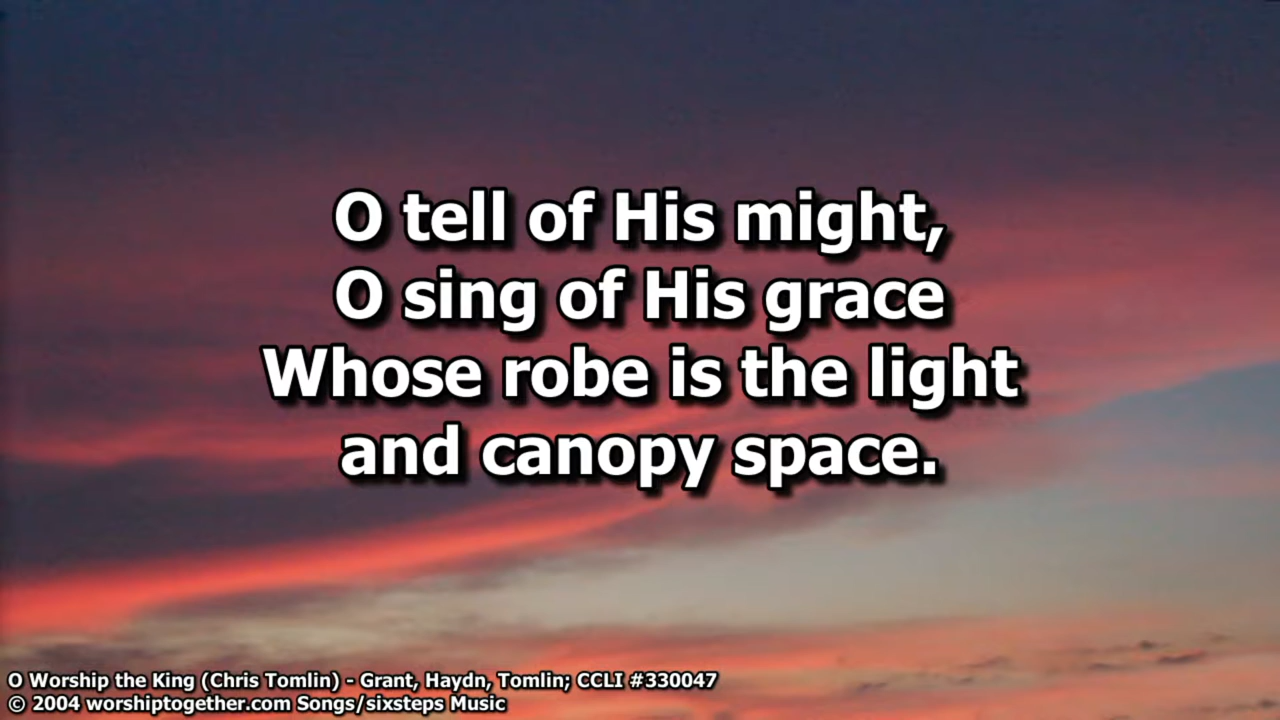 O tell of His might,
O sing of His grace
Whose robe is the light
and canopy space.
O Worship the King (Chris Tomlin) - Grant, Haydn, Tomlin; CCLI #330047
© 2004 worshiptogether.com Songs/sixsteps Music